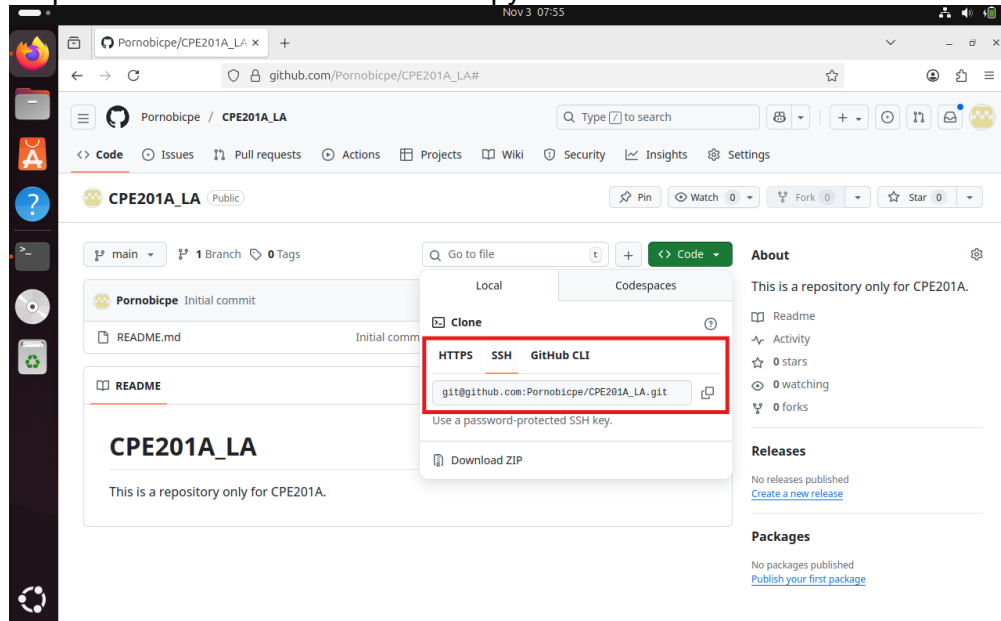 Nov 3 07:55
Pornobicpe/CPE201A_LA
github.com/Pornobicpe/CPE201A_LA#
Pornobicpe / CPE201A_LA
Type / to search
Code Issues Pull requests Actions Projects Wiki Security Insights Settings
CPE201A_LA Public
Pin Watch 0 Fork 0 Star 0
main 1 Branch 0 Tags
Go to file t Code
Local Codespaces
Clone
HTTPS SSH GitHub CLI
git@github.com:Pornobicpe/CPE201A_LA.git
Use a password-protected SSH key.
Download ZIP
Pornobicpe Initial commit
README.md Initial comm
README
CPE201A_LA
This is a repository only for CPE201A.
About
This is a repository only for CPE201A.
Readme
Activity
0 stars
0 watching
0 forks
Releases
No releases published
Create a new release
Packages
No packages published
Publish your first package